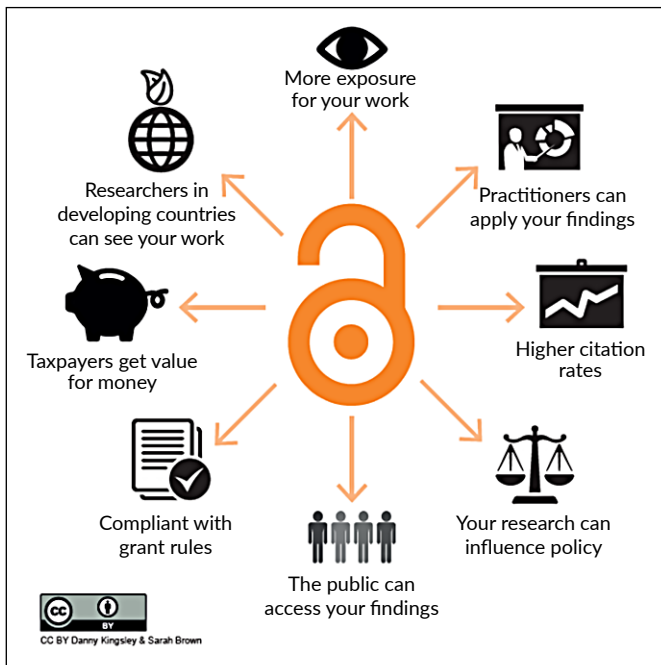 More exposure
for your work
Practitioners can
apply your findings
Higher citation
rates
Your research can
influence policy
The public can
access your findings
Compliant with
grant rules
Taxpayers get value
for money
Researchers in
developing countries
can see your work
cc
BY
CC BY Danny Kingsley & Sarah Brown